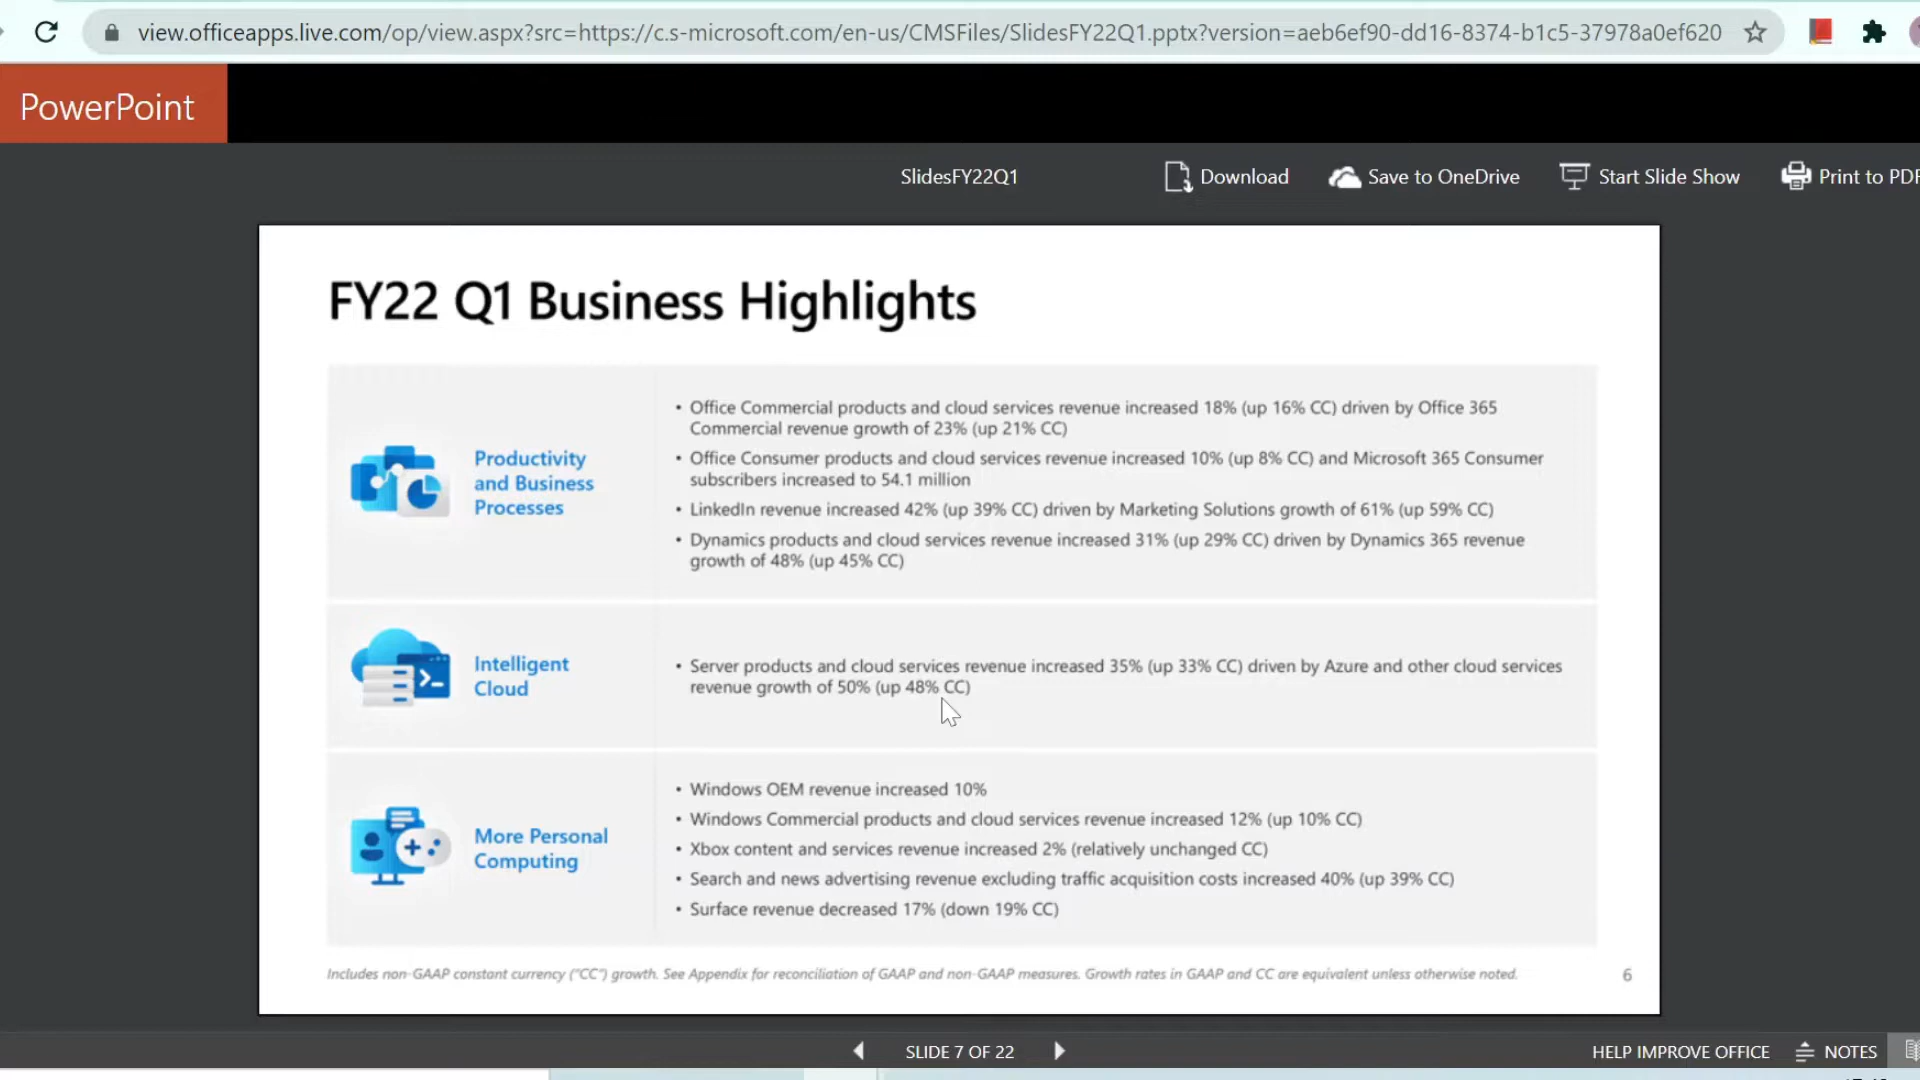 view.officeapps.live.com/op/view.aspx?src=https://c.s-microsoft.com/en-us/CMSFiles/SlidesFY22Q1.pptx?version=aeb6ef90-dd16-8374-b1c5-37978a0ef620
PowerPoint
SlidesFY22Q1
Download
Save to OneDrive
Start Slide Show
Print to PDF
FY22 Q1 Business Highlights
Productivity
and Business
Processes
• Office Commercial products and cloud services revenue increased 18% (up 16% CC) driven by Office 365
Commercial revenue growth of 23% (up 21% CC)
• Office Consumer products and cloud services revenue increased 10% (up 8% CC) and Microsoft 365 Consumer
subscribers increased to 54.1 million
• LinkedIn revenue increased 42% (up 39% CC) driven by Marketing Solutions growth of 61% (up 59% CC)
• Dynamics products and cloud services revenue increased 31% (up 29% CC) driven by Dynamics 365 revenue
growth of 48% (up 45% CC)
Intelligent
Cloud
• Server products and cloud services revenue increased 35% (up 33% CC) driven by Azure and other cloud services
revenue growth of 50% (up 48% CC)
More Personal
Computing
• Windows OEM revenue increased 10%
• Windows Commercial products and cloud services revenue increased 12% (up 10% CC)
• Xbox content and services revenue increased 2% (relatively unchanged CC)
• Search and news advertising revenue excluding traffic acquisition costs increased 40% (up 39% CC)
• Surface revenue decreased 17% (down 19% CC)
Includes non-GAAP constant currency ("CC") growth. See Appendix for reconciliation of GAAP and non-GAAP measures. Growth rates in GAAP and CC are equivalent unless otherwise noted.
6
SLIDE 7 OF 22
HELP IMPROVE OFFICE
NOTES